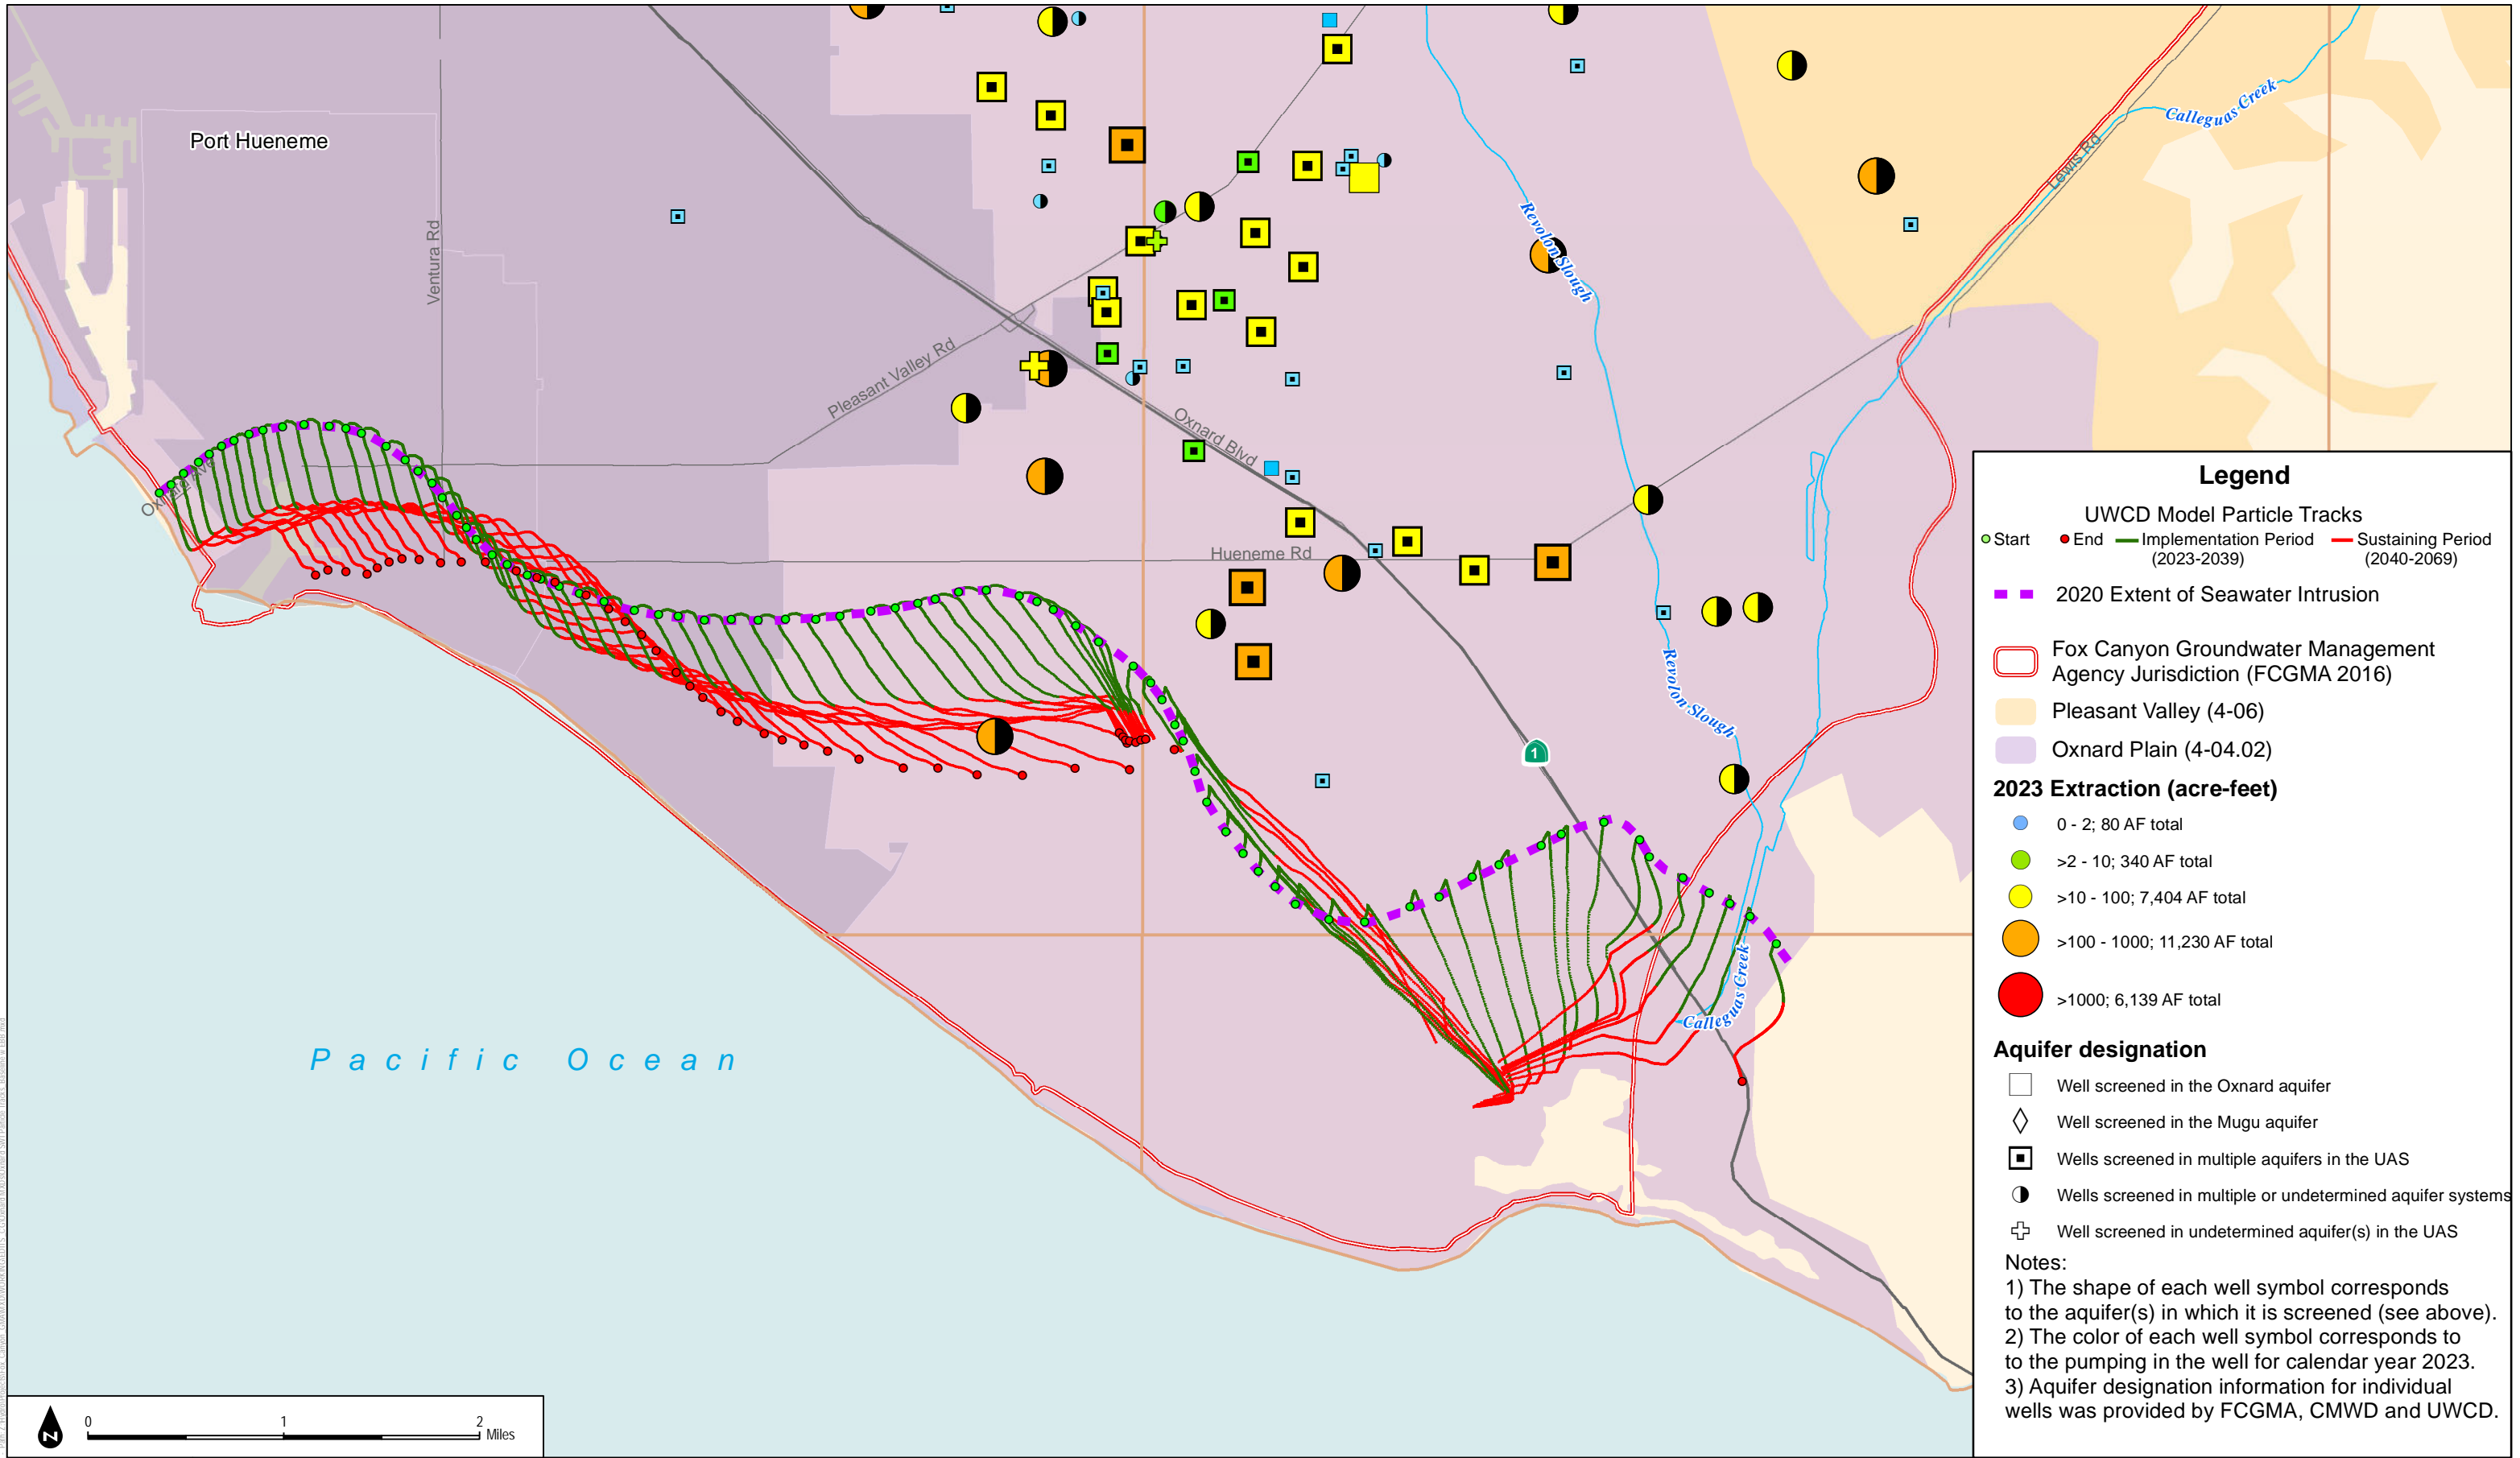 Port Hueneme
Ventura Rd
Oxnard Ave
Pleasant Valley Rd
Oxnard Blvd
Hueneme Rd
Revolon Slough
Revolon Slough
Calleguas Creek
Lewis Rd
1
Calleguas Creek
Pacific Ocean
N
0 1 2
Miles
Legend
UWCD Model Particle Tracks
Start End Implementation Period Sustaining Period
(2023-2039) (2040-2069)
2020 Extent of Seawater Intrusion
Fox Canyon Groundwater Management
Agency Jurisdiction (FCGMA 2016)
Pleasant Valley (4-06)
Oxnard Plain (4-04.02)
2023 Extraction (acre-feet)
0 - 2; 80 AF total
>2 - 10; 340 AF total
>10 - 100; 7,404 AF total
>100 - 1000; 11,230 AF total
>1000; 6,139 AF total
Aquifer designation
Well screened in the Oxnard aquifer
Well screened in the Mugu aquifer
Wells screened in multiple aquifers in the UAS
Wells screened in multiple or undetermined aquifer systems
Well screened in undetermined aquifer(s) in the UAS
Notes:
1) The shape of each well symbol corresponds
to the aquifer(s) in which it is screened (see above).
2) The color of each well symbol corresponds to
to the pumping in the well for calendar year 2023.
3) Aquifer designation information for individual
wells was provided by FCGMA, CMWD and UWCD.